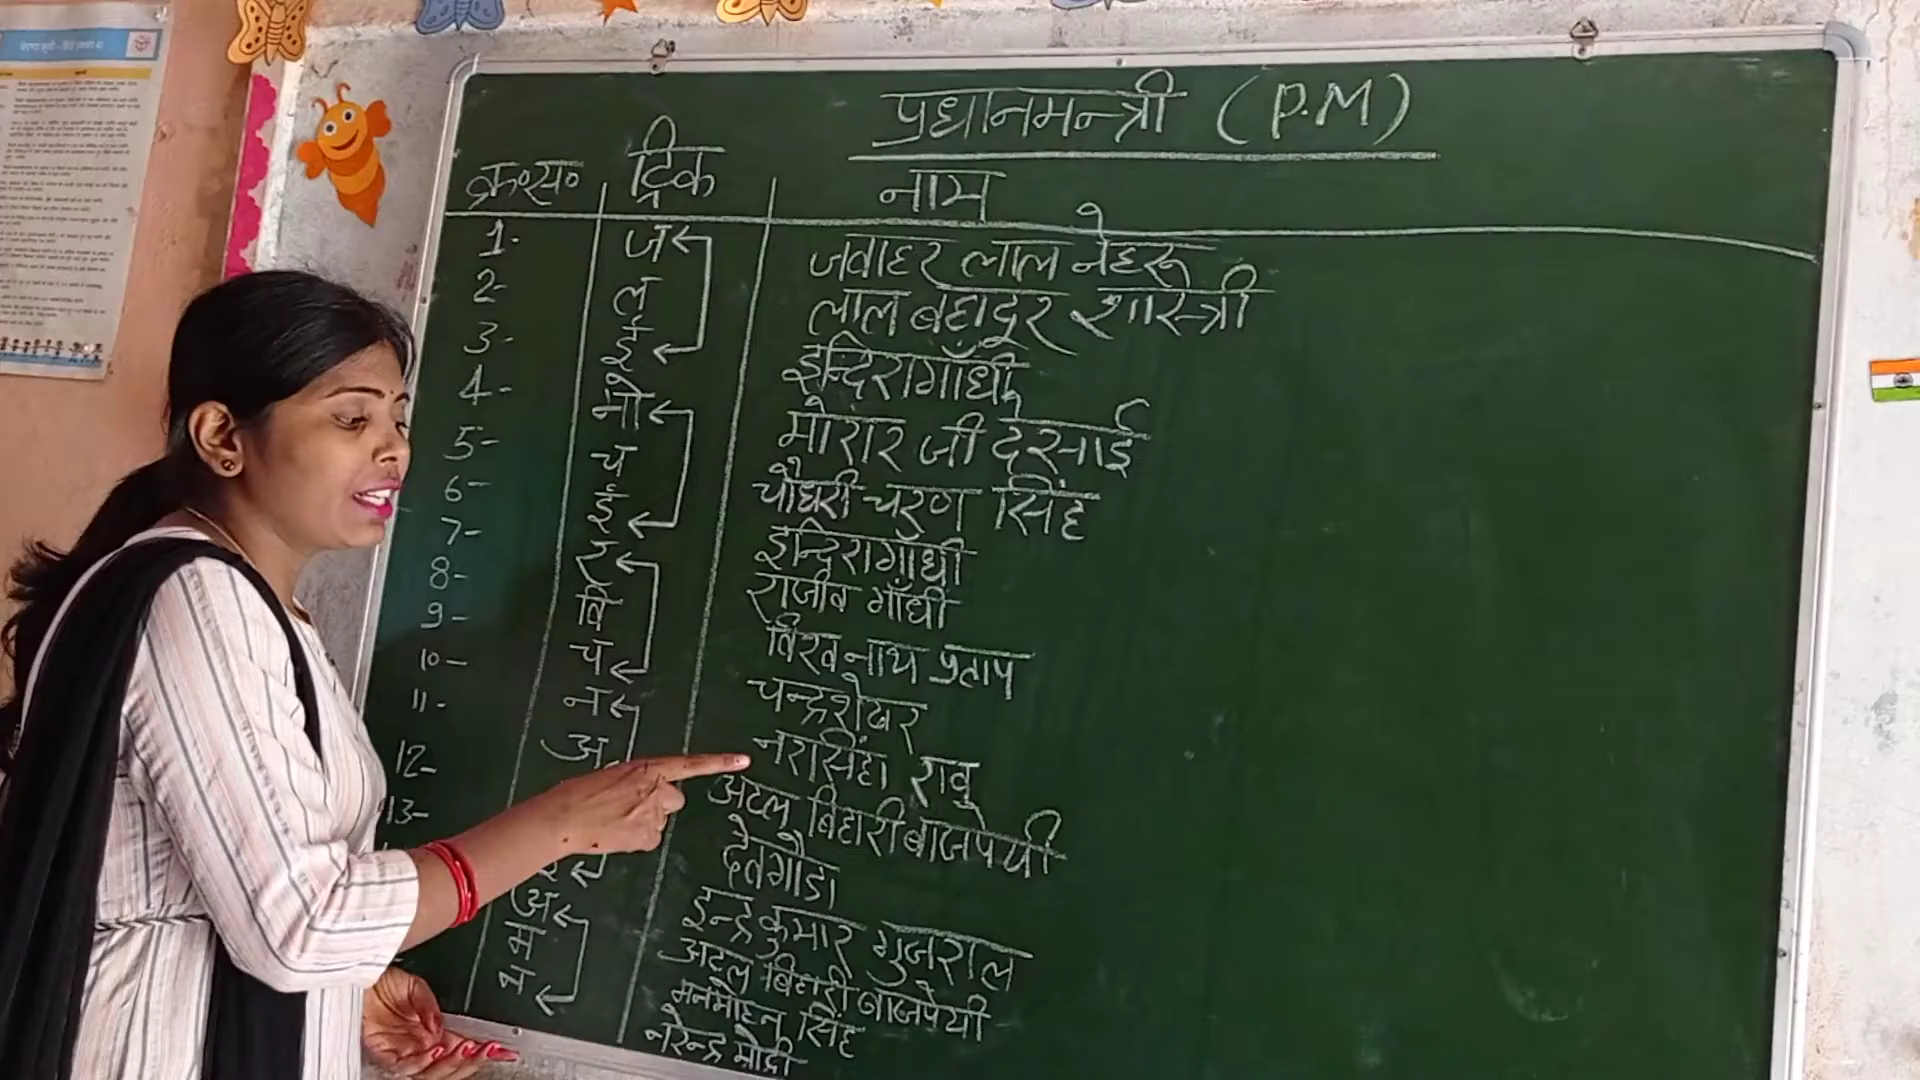 प्रधानमन्त्री (P.M)
क्र०स० ट्रिक नाम
1- ज जवाहर लाल नेहरू
2- ल लाल बहादुर शास्त्री
3- ई इन्दिरा गाँधी
4- मो मोरार जी देसाई
5- च चौधरी चरण सिंह
6- ई इन्दिरा गाँधी
7- र राजीव गाँधी
8- वि विश्व नाथ प्रताप
9- च चन्द्रशेखर
10- न नरसिंहा राव
11- अ अटल बिहारी बाजपेयी
12- देवगौडा
13- इ इन्द्र कुमार गुजराल
अ अटल बिहारी बाजपेयी
म मनमोहन सिंह
न नरेन्द्र मोदी